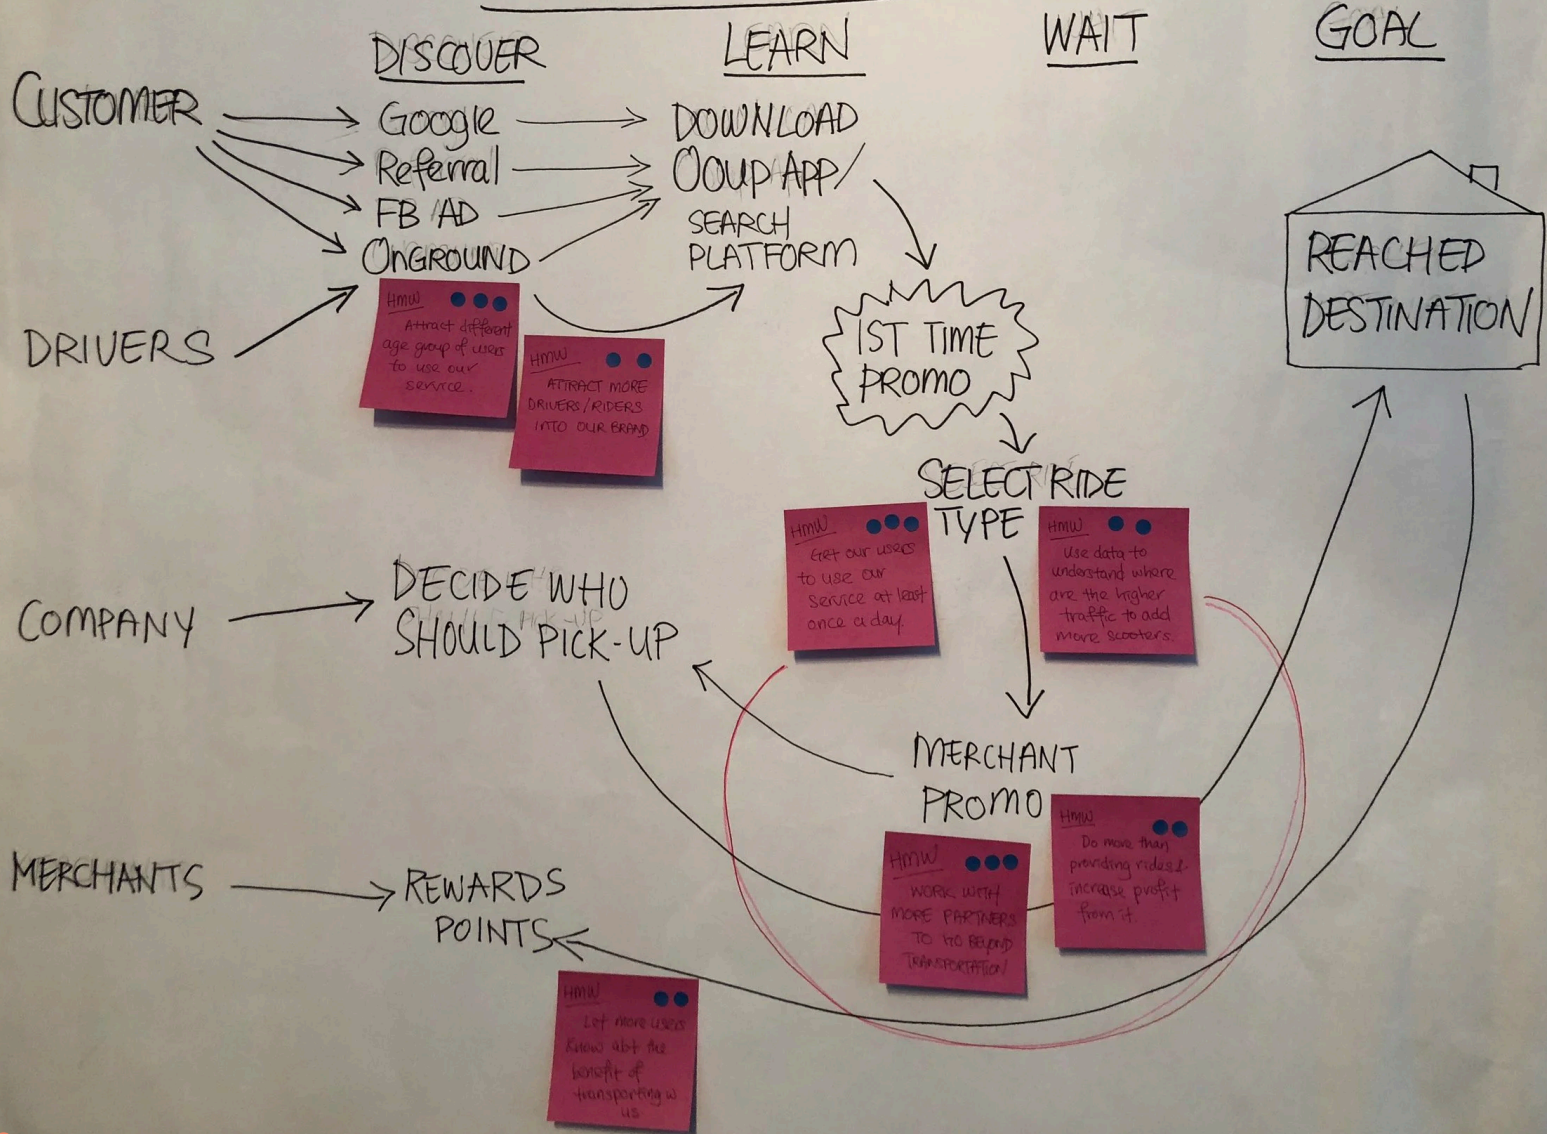 DISCOVER
LEARN
WAIT
GOAL
CUSTOMER
Google
Referral
FB/AD
OnGROUND
DOWNLOAD
OoUP APP/
SEARCH
PLATFORM
REACHED
DESTINATION
DRIVERS
HMW
Attract different
age group of users
to use our
service.
HMW
ATTRACT MORE
DRIVERS/RIDERS
INTO OUR BRAND
1ST TIME
PROMO
SELECT RIDE
TYPE
HMW
Get our users
to use our
service at least
once a day.
HMW
Use data to
understand where
are the higher
traffic to add
more scooters.
COMPANY
DECIDE WHO
SHOULD PICK-UP
MERCHANT
PROMO
HMW
WORK WITH
MORE PARTNERS
TO GO BEYOND
TRANSPORTATION
HMW
Do more than
providing rides &
increase profit
from it.
MERCHANTS
REWARDS
POINTS
HMW
Let more users
know abt the
benefit of
transporting w
us